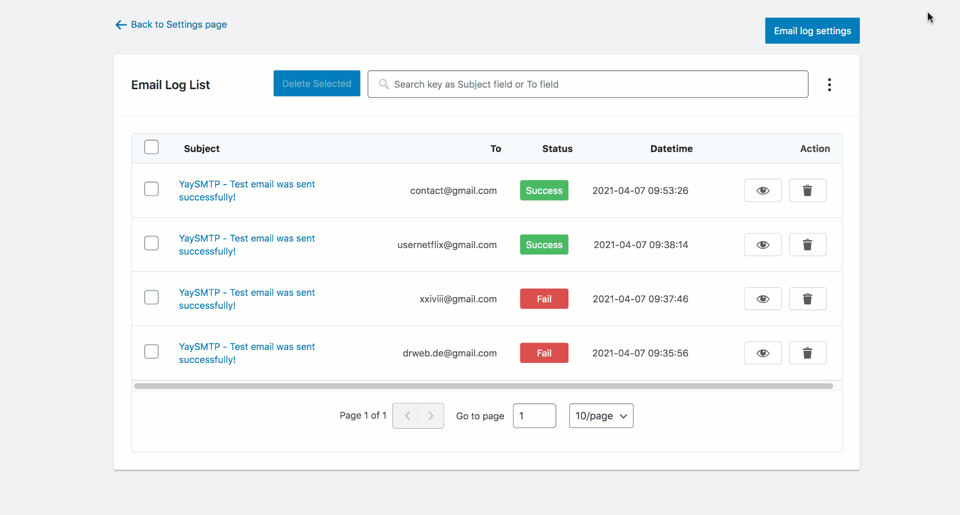 Back to Settings page
Email log settings
Email Log List
Delete Selected
Search key as Subject field or To field
Subject To Status Datetime Action
YaySMTP - Test email was sent
successfully!
contact@gmail.com Success 2021-04-07 09:53:26
YaySMTP - Test email was sent
successfully!
usernetflix@gmail.com Success 2021-04-07 09:38:14
YaySMTP - Test email was sent
successfully!
xxiviii@gmail.com Fail 2021-04-07 09:37:46
YaySMTP - Test email was sent
successfully!
drweb.de@gmail.com Fail 2021-04-07 09:35:56
Page 1 of 1 Go to page 1 10/page